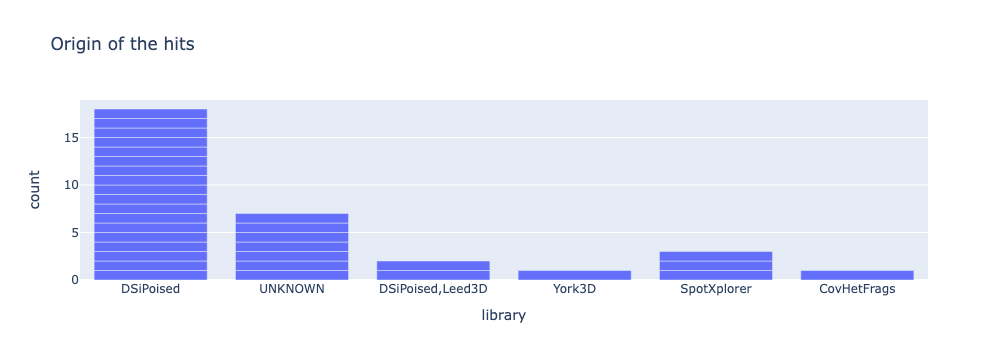 Origin of the hits
15
10
5
0
count
DSiPoised
UNKNOWN
DSiPoised,Leed3D
York3D
SpotXplorer
CovHetFrags
library